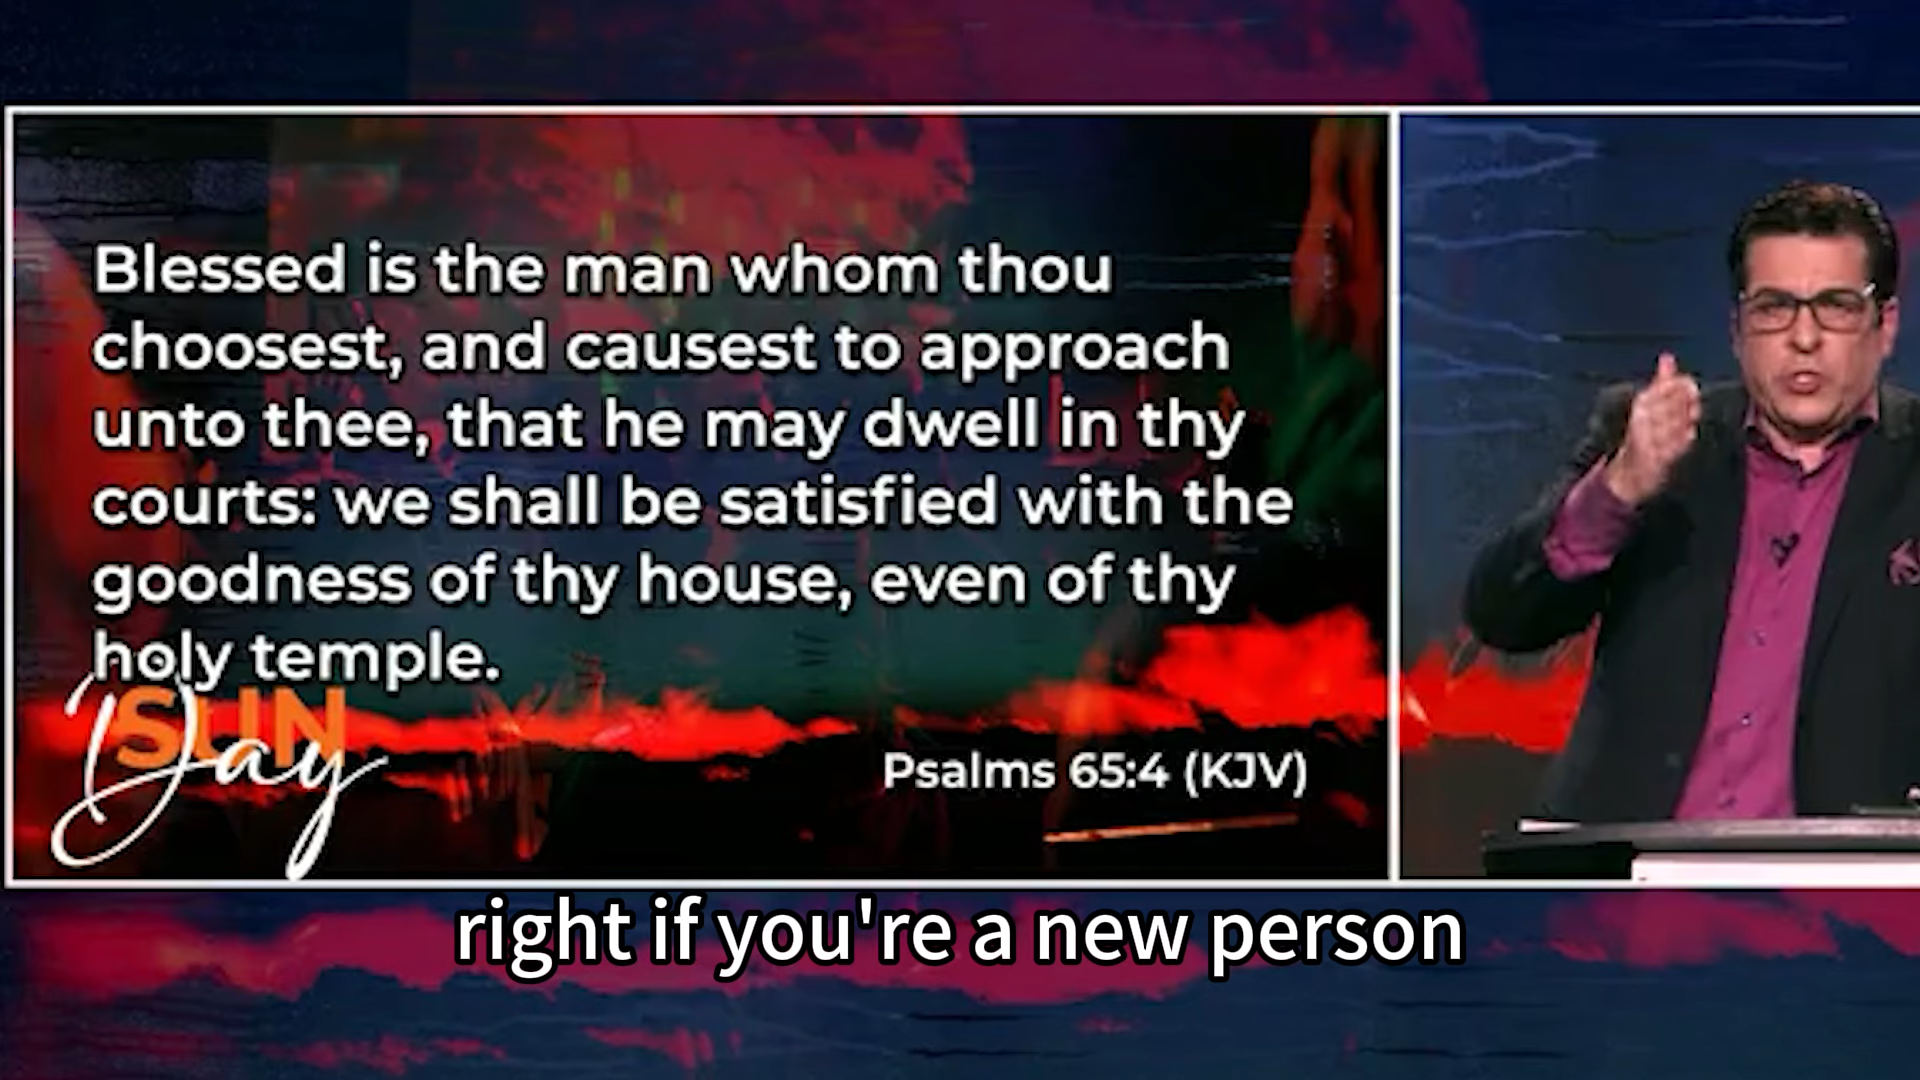 Blessed is the man whom thou
choosest, and causest to approach
unto thee, that he may dwell in thy
courts: we shall be satisfied with the
goodness of thy house, even of thy
holy temple.
SUN
Day
Psalms 65:4 (KJV)
right if you're a new person